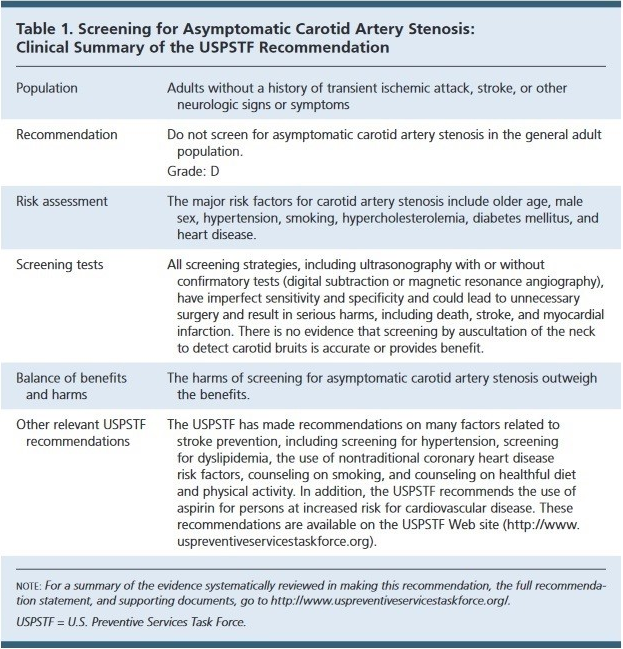 Table 1. Screening for Asymptomatic Carotid Artery Stenosis:
Clinical Summary of the USPSTF Recommendation
Population
Adults without a history of transient ischemic attack, stroke, or other
neurologic signs or symptoms
Recommendation
Do not screen for asymptomatic carotid artery stenosis in the general adult
population.
Grade: D
Risk assessment
The major risk factors for carotid artery stenosis include older age, male
sex, hypertension, smoking, hypercholesterolemia, diabetes mellitus, and
heart disease.
Screening tests
All screening strategies, including ultrasonography with or without
confirmatory tests (digital subtraction or magnetic resonance angiography),
have imperfect sensitivity and specificity and could lead to unnecessary
surgery and result in serious harms, including death, stroke, and myocardial
infarction. There is no evidence that screening by auscultation of the neck
to detect carotid bruits is accurate or provides benefit.
Balance of benefits
and harms
The harms of screening for asymptomatic carotid artery stenosis outweigh
the benefits.
Other relevant USPSTF
recommendations
The USPSTF has made recommendations on many factors related to
stroke prevention, including screening for hypertension, screening
for dyslipidemia, the use of nontraditional coronary heart disease
risk factors, counseling on smoking, and counseling on healthful diet
and physical activity. In addition, the USPSTF recommends the use of
aspirin for persons at increased risk for cardiovascular disease. These
recommendations are available on the USPSTF Web site (http://www.
uspreventiveservicestaskforce.org).
NOTE: For a summary of the evidence systematically reviewed in making this recommendation, the full recommenda-
tion statement, and supporting documents, go to http://www.uspreventiveservicestaskforce.org/.
USPSTF = U.S. Preventive Services Task Force.